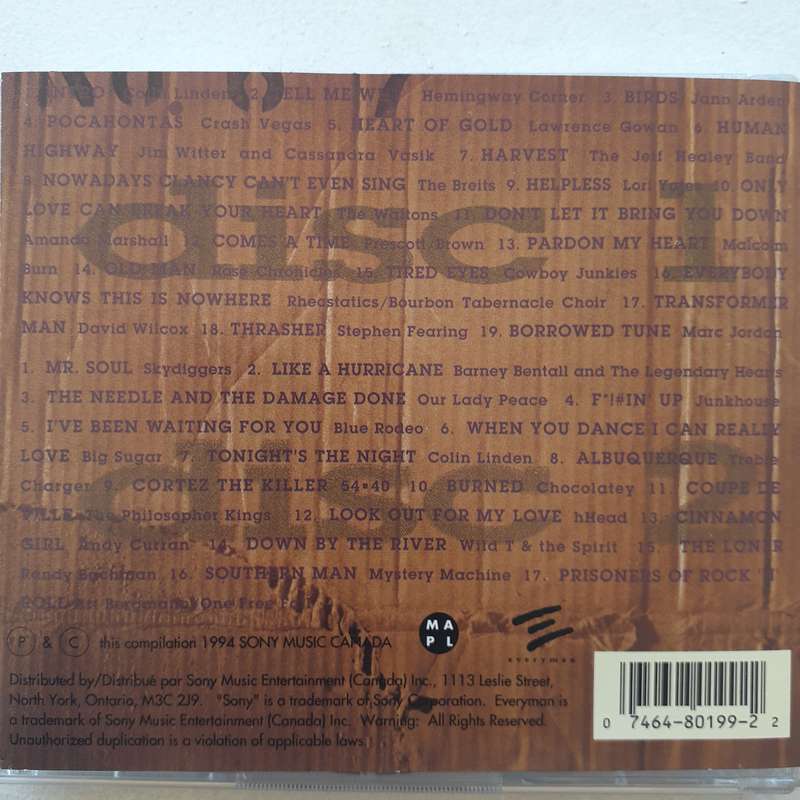 INTRO Colin Linden 2. TELL ME WHY Hemingway Corner 3. BIRDS Jann Arden
4. POCAHONTAS Crash Vegas 5. HEART OF GOLD Lawrence Gowan 6. HUMAN
HIGHWAY Jim Witter and Cassandra Vasik 7. HARVEST The Jeff Healey Band
8. NOWADAYS CLANCY CAN'T EVEN SING The Breits 9. HELPLESS Lori Yates 10. ONLY
LOVE CAN BREAK YOUR HEART The Waltons 11. DON'T LET IT BRING YOU DOWN
disc 1
Amanda Marshall 12. COMES A TIME Prescott Brown 13. PARDON MY HEART Malcolm
Burn 14. OLD MAN Rose Chronicles 15. TIRED EYES Cowboy Junkies 16. EVERYBODY
KNOWS THIS IS NOWHERE Rheostatics/Bourbon Tabernacle Choir 17. TRANSFORMER
MAN David Wilcox 18. THRASHER Stephen Fearing 19. BORROWED TUNE Marc Jordan
1. MR. SOUL Skydiggers 2. LIKE A HURRICANE Barney Bentall and The Legendary Hearts
3. THE NEEDLE AND THE DAMAGE DONE Our Lady Peace 4. F*!#IN' UP Junkhouse
5. I'VE BEEN WAITING FOR YOU Blue Rodeo 6. WHEN YOU DANCE I CAN REALLY
LOVE Big Sugar 7. TONIGHT'S THE NIGHT Colin Linden 8. ALBUQUERQUE Treble
disc 2
Charger 9. CORTEZ THE KILLER 54•40 10. BURNED Chocolatey 11. COUPE DE
VILLE The Philosopher Kings 12. LOOK OUT FOR MY LOVE hHead 13. CINNAMON
GIRL Andy Curran 14. DOWN BY THE RIVER Wild T & the Spirit 15. THE LONER
Randy Bachman 16. SOUTHERN MAN Mystery Machine 17. PRISONERS OF ROCK 'N
ROLL Art Bergmann/One Free Fall
P & C this compilation 1994 SONY MUSIC CANADA
MA
PL
everyman
Distributed by/Distribué par Sony Music Entertainment (Canada) Inc., 1113 Leslie Street,
North York, Ontario, M3C 2J9. "Sony" is a trademark of Sony Corporation. Everyman is
a trademark of Sony Music Entertainment (Canada) Inc. Warning: All Rights Reserved.
Unauthorized duplication is a violation of applicable laws.
0 7464-80199-2 2